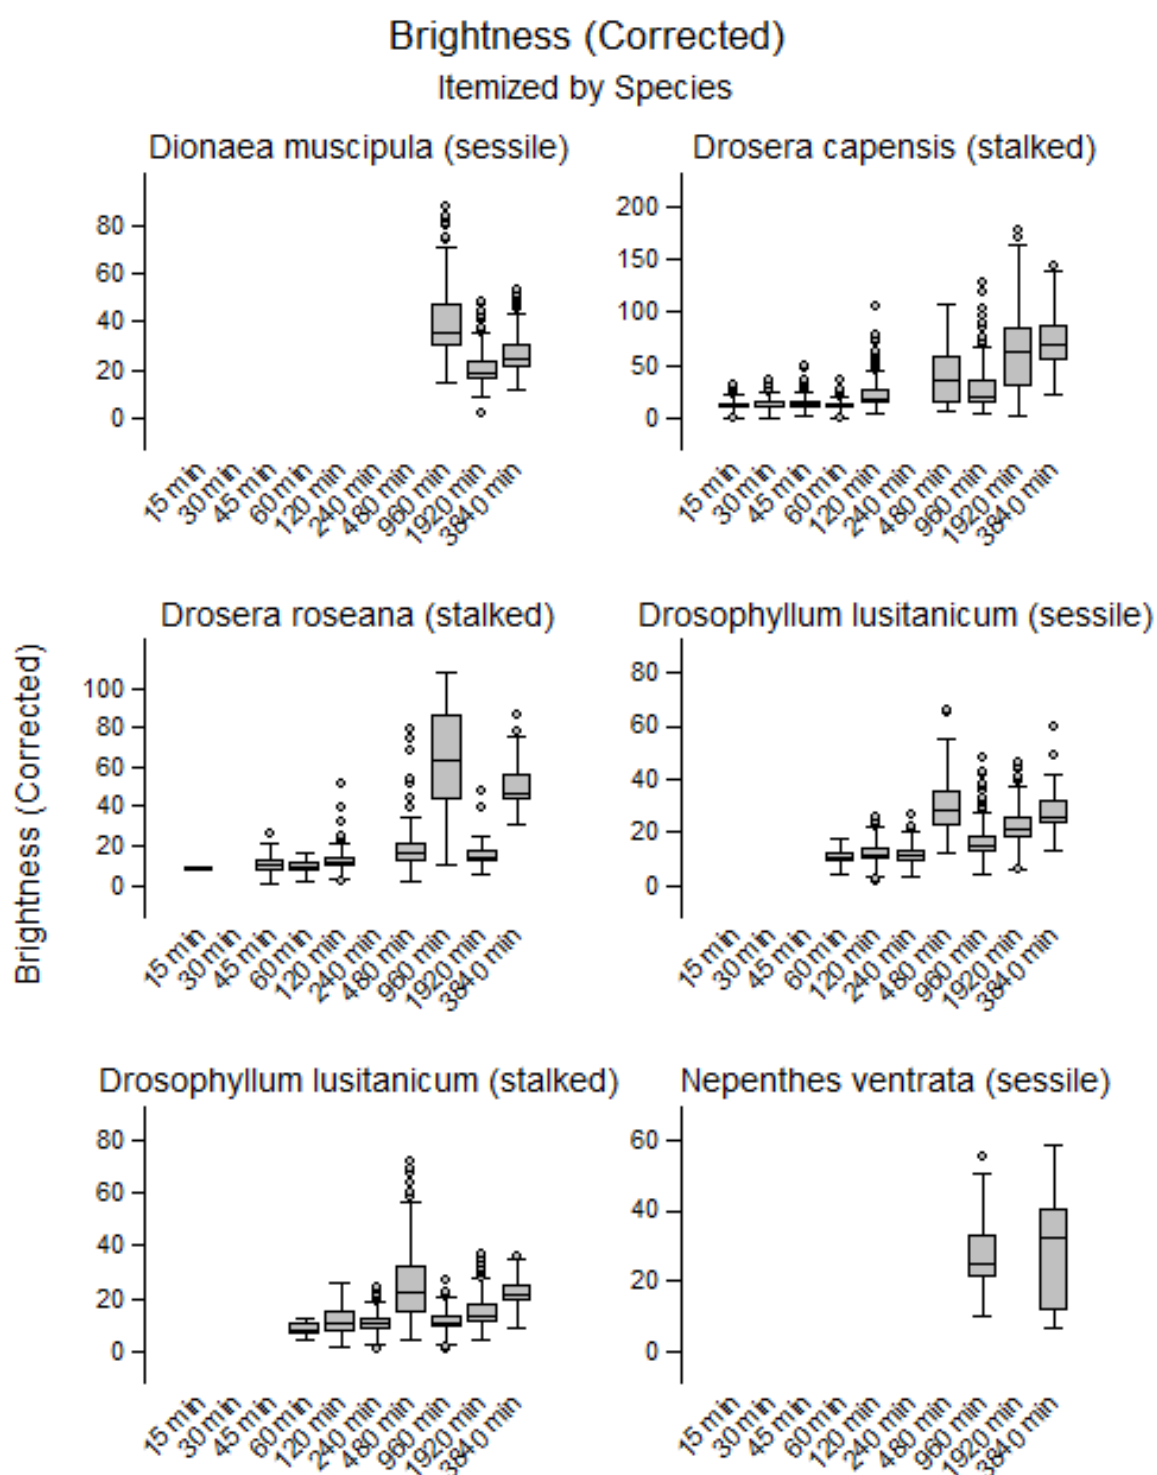 Brightness (Corrected)
Itemized by Species
Dionaea muscipula (sessile)
80
60
40
20
0
15 min
30 min
45 min
60 min
120 min
240 min
480 min
960 min
1920 min
3840 min
Drosera capensis (stalked)
200
150
100
50
0
15 min
30 min
45 min
60 min
120 min
240 min
480 min
960 min
1920 min
3840 min
Brightness (Corrected)
Drosera roseana (stalked)
100
80
60
40
20
0
15 min
30 min
45 min
60 min
120 min
240 min
480 min
960 min
1920 min
3840 min
Drosophyllum lusitanicum (sessile)
80
60
40
20
0
15 min
30 min
45 min
60 min
120 min
240 min
480 min
960 min
1920 min
3840 min
Drosophyllum lusitanicum (stalked)
80
60
40
20
0
15 min
30 min
45 min
60 min
120 min
240 min
480 min
960 min
1920 min
3840 min
Nepenthes ventrata (sessile)
60
40
20
0
15 min
30 min
45 min
60 min
120 min
240 min
480 min
960 min
1920 min
3840 min